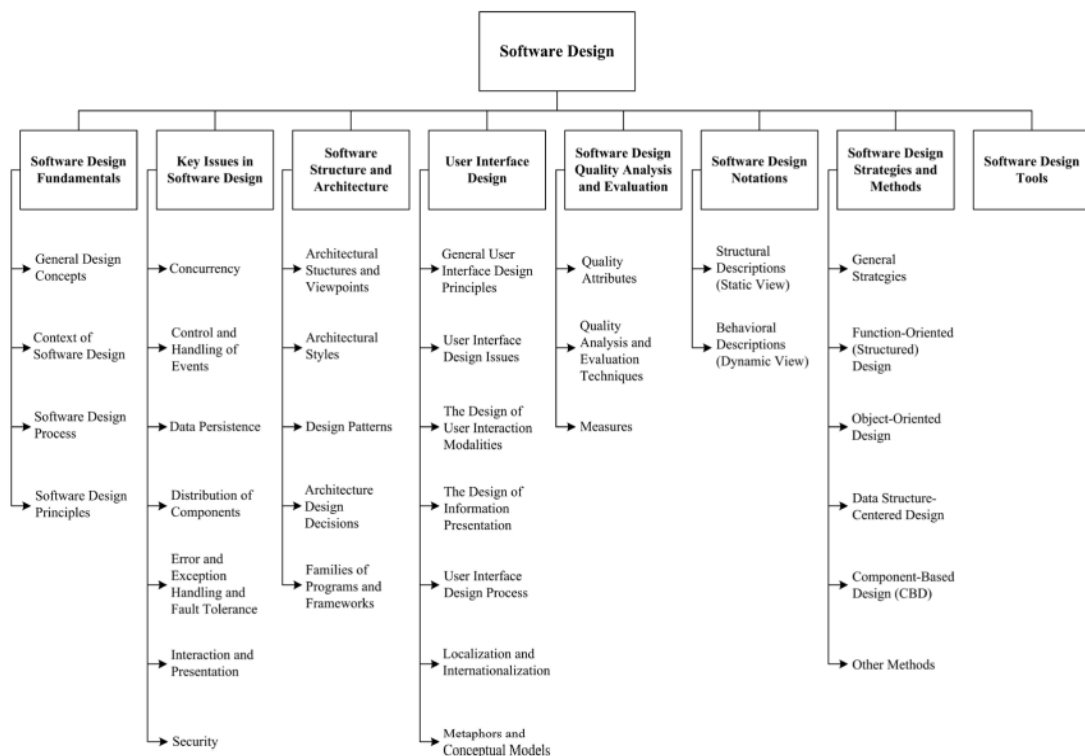 Software Design
Software Design
Fundamentals
Key Issues in
Software Design
Software
Structure and
Architecture
User Interface
Design
Software Design
Quality Analysis
and Evaluation
Software Design
Notations
Software Design
Strategies and
Methods
Software Design
Tools
General Design
Concepts
Context of
Software Design
Software Design
Process
Software Design
Principles
Concurrency
Control and
Handling of
Events
Data Persistence
Distribution of
Components
Error and
Exception
Handling and
Fault Tolerance
Interaction and
Presentation
Security
Architectural
Stuctures and
Viewpoints
Architectural
Styles
Design Patterns
Architecture
Design
Decisions
Families of
Programs and
Frameworks
General User
Interface Design
Principles
User Interface
Design Issues
The Design of
User Interaction
Modalities
The Design of
Information
Presentation
User Interface
Design Process
Localization and
Internationalization
Metaphors and
Conceptual Models
Quality
Attributes
Quality
Analysis and
Evaluation
Techniques
Measures
Structural
Descriptions
(Static View)
Behavioral
Descriptions
(Dynamic View)
General
Strategies
Function-Oriented
(Structured)
Design
Object-Oriented
Design
Data Structure-
Centered Design
Component-Based
Design (CBD)
Other Methods